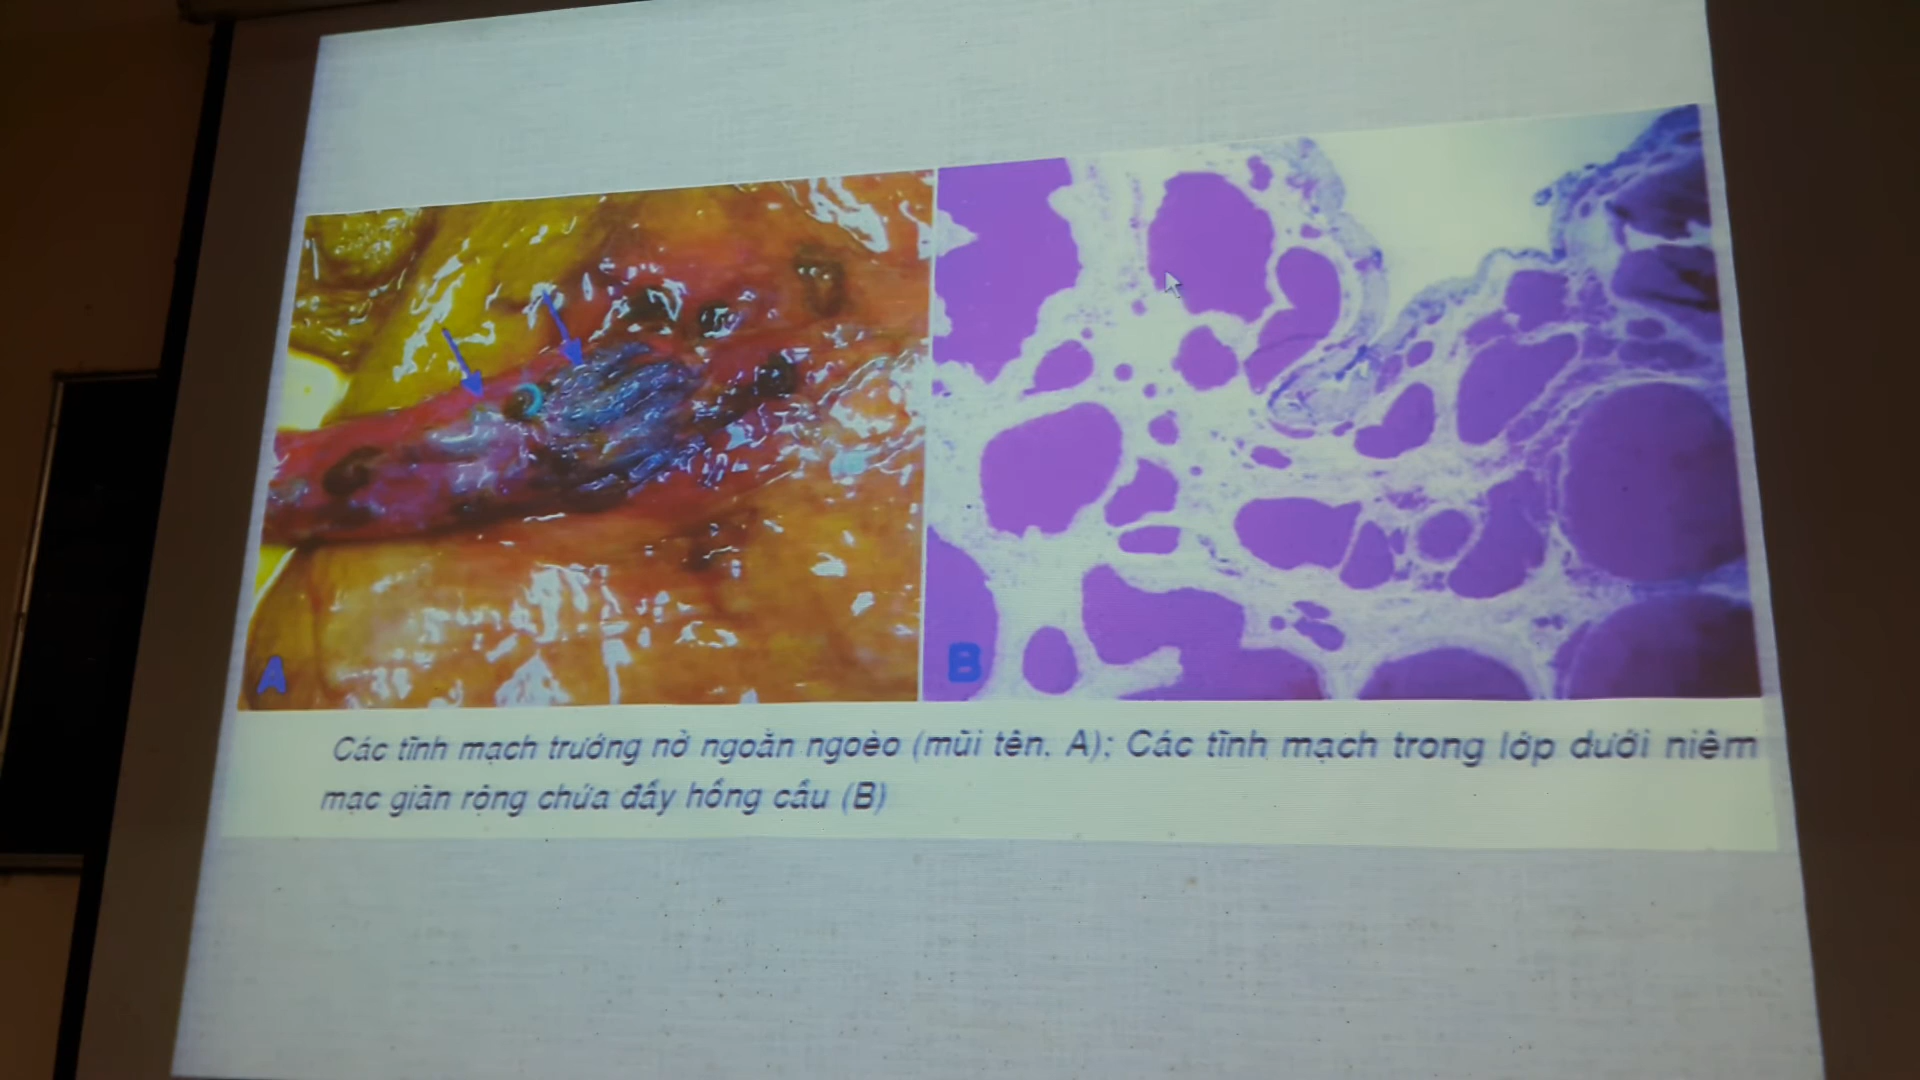 A
B
Các tĩnh mạch trướng nở ngoằn ngoèo (mũi tên, A); Các tĩnh mạch trong lớp dưới niêm
mạc giãn rộng chứa đầy hồng cầu (B)